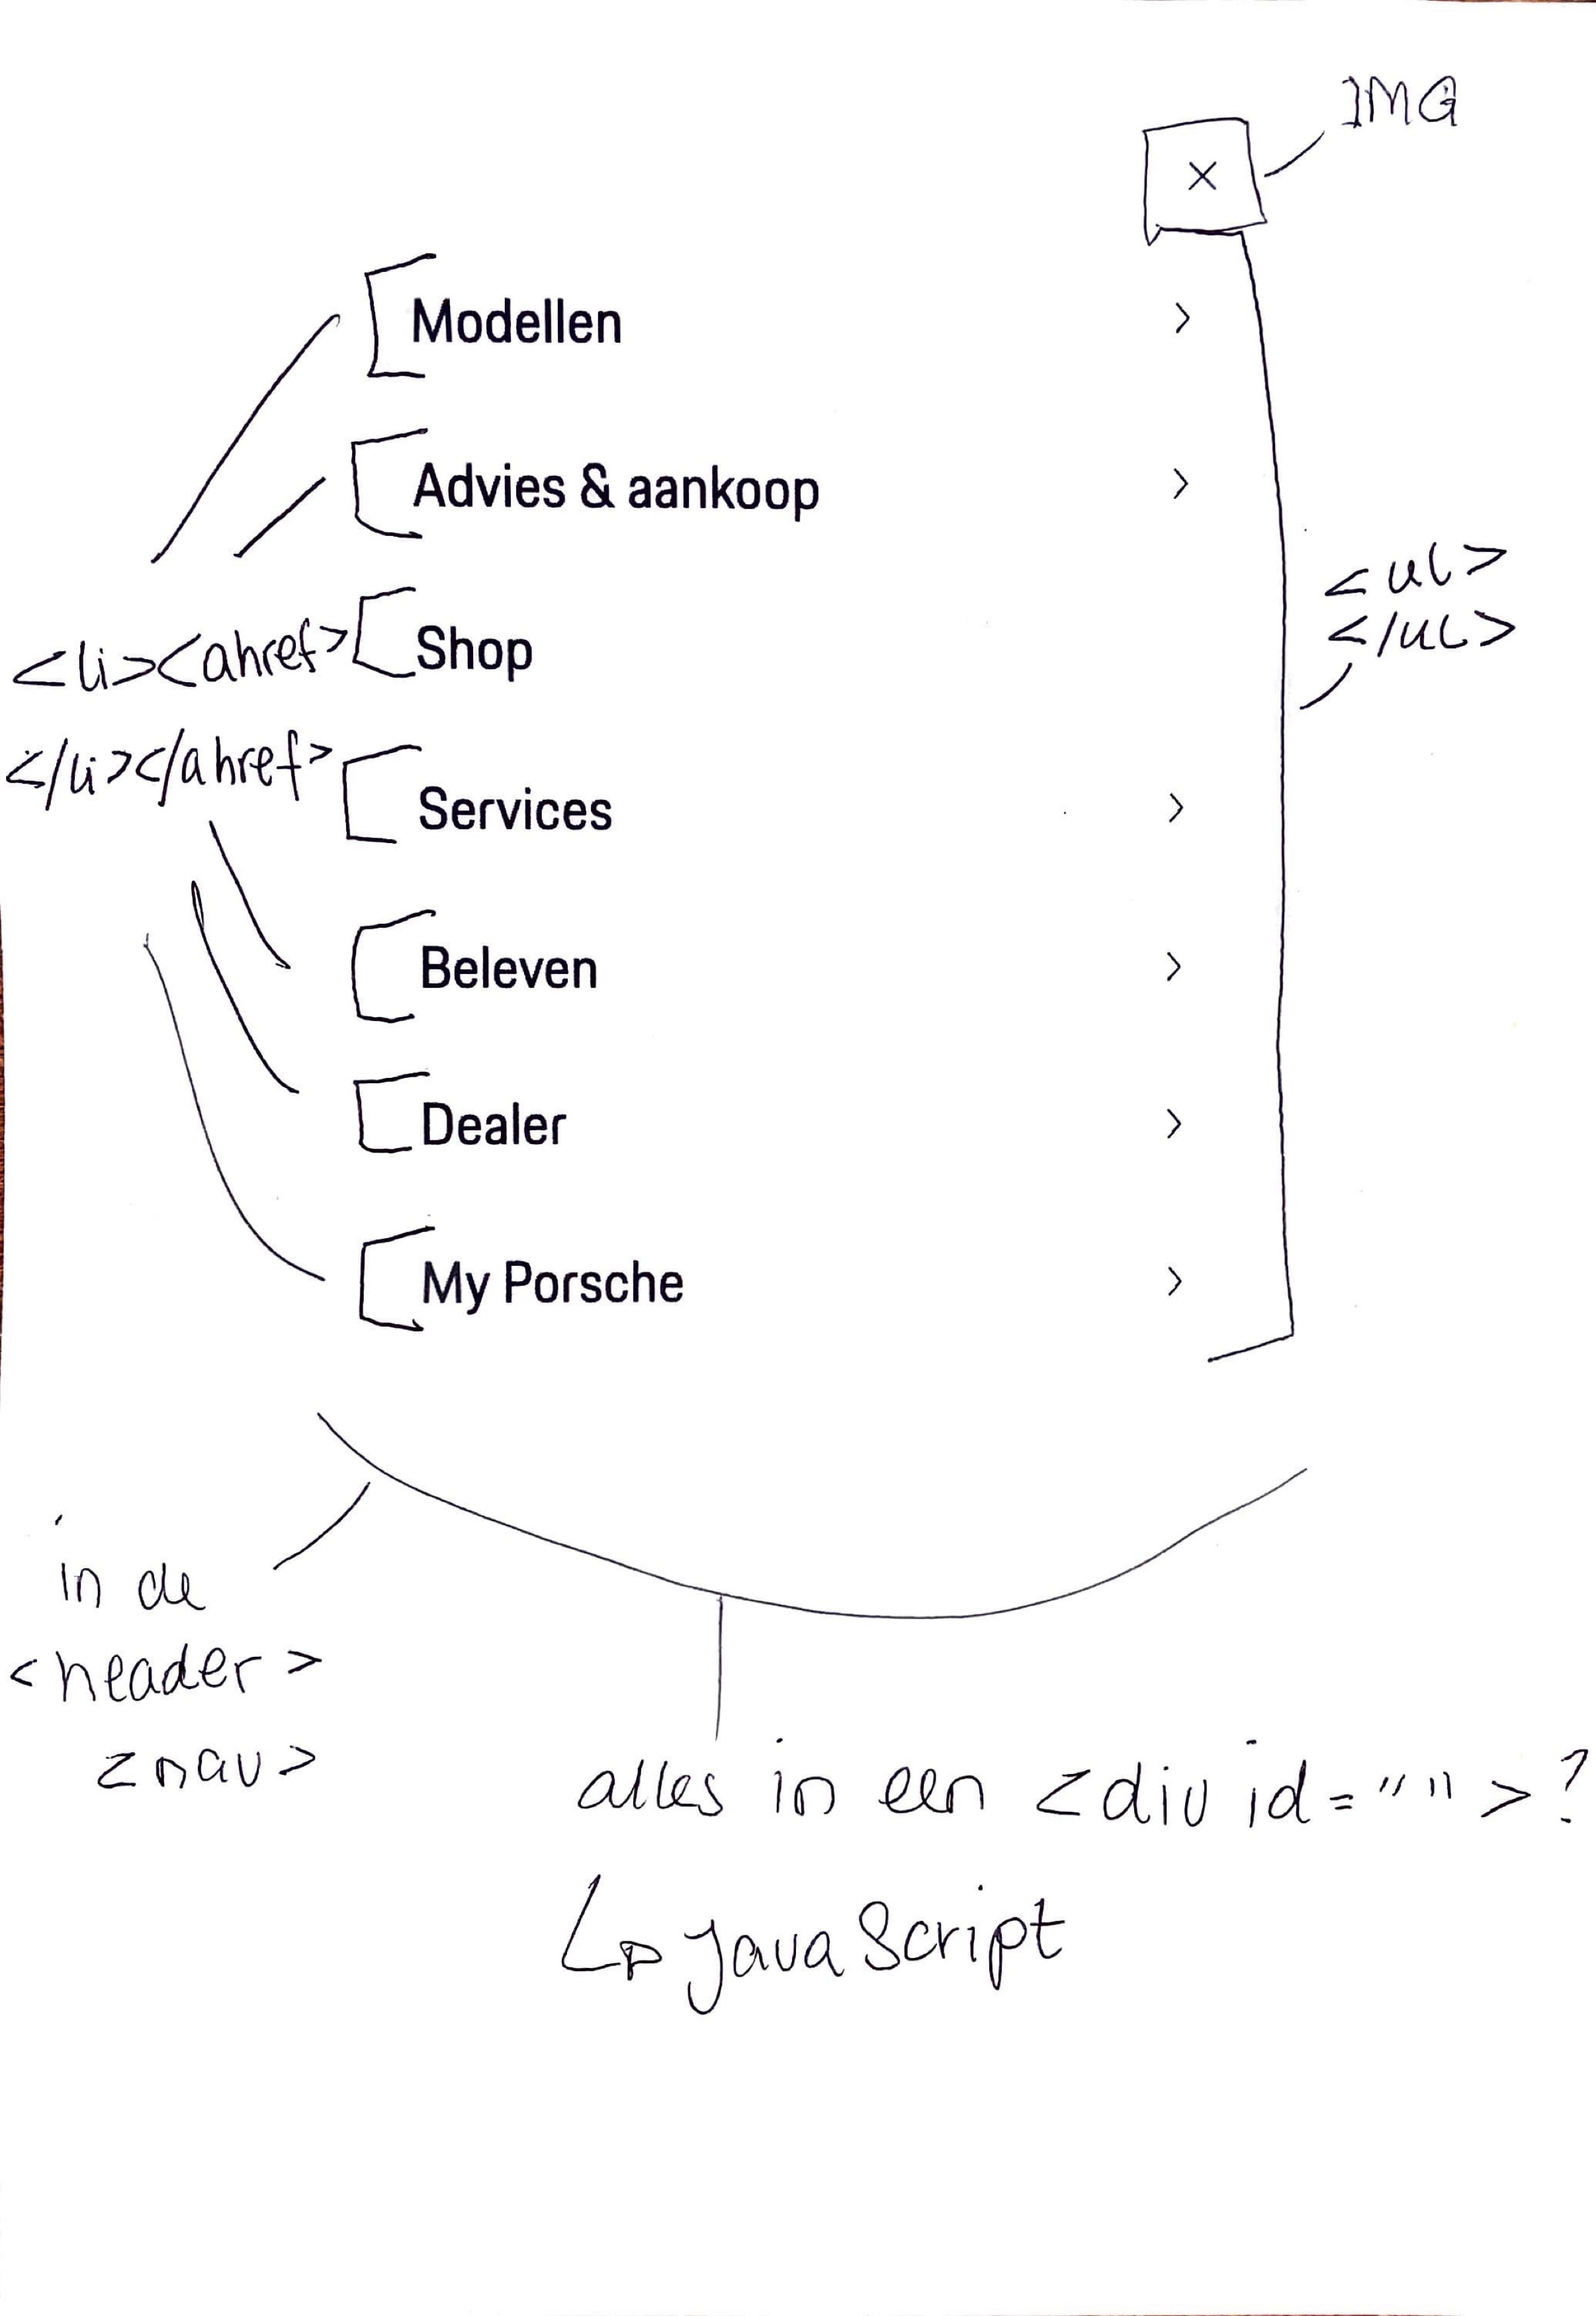 IMG
×
Modellen >
Advies & aankoop >
<ul>
</ul>
<li><ahref> Shop
</li></ahref>
Services >
Beleven >
Dealer >
My Porsche >
in de
<header>
<nav>
alles in een <div id="">?
JavaScript